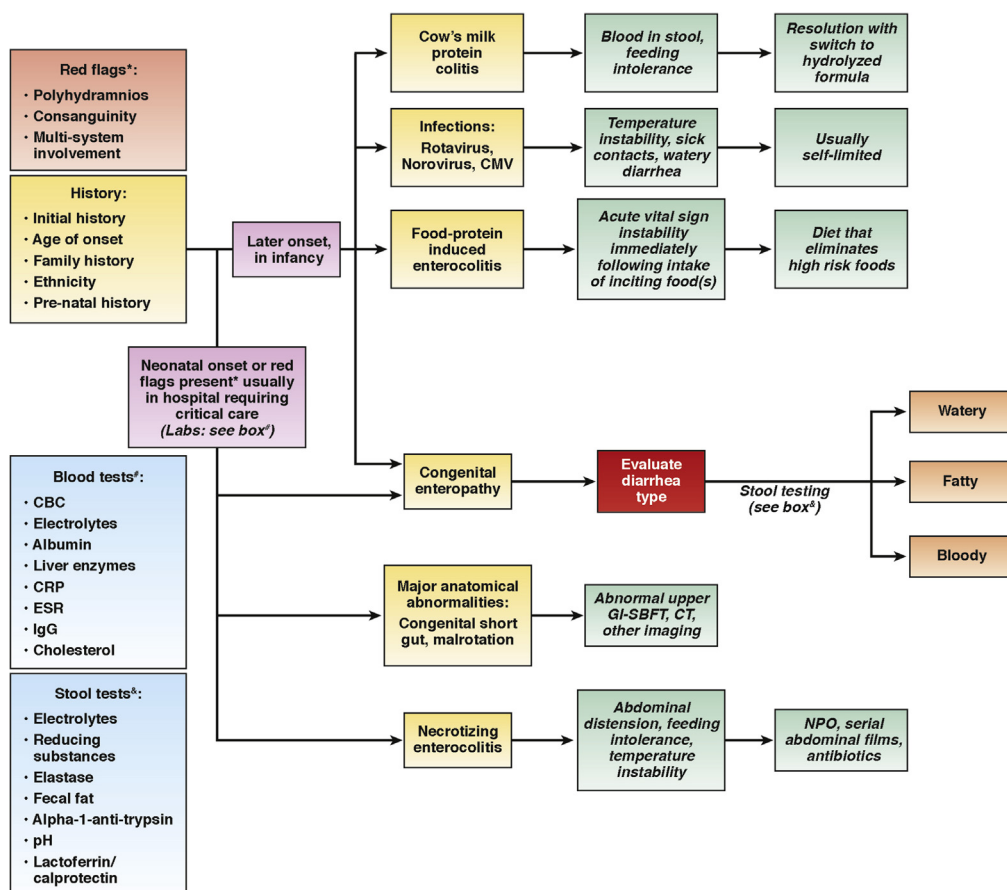 Red flags*:
· Polyhydramnios
· Consanguinity
· Multi-system
involvement
History:
· Initial history
· Age of onset
· Family history
· Ethnicity
· Pre-natal history
Later onset,
in infancy
Neonatal onset or red
flags present* usually
in hospital requiring
critical care
(Labs: see box#)
Blood tests#:
· CBC
· Electrolytes
· Albumin
· Liver enzymes
· CRP
· ESR
· IgG
· Cholesterol
Stool tests&:
· Electrolytes
· Reducing
substances
· Elastase
· Fecal fat
· Alpha-1-anti-trypsin
· pH
· Lactoferrin/
calprotectin
Cow's milk
protein
colitis
Blood in stool,
feeding
intolerance
Resolution with
switch to
hydrolyzed
formula
Infections:
Rotavirus,
Norovirus, CMV
Temperature
instability, sick
contacts, watery
diarrhea
Usually
self-limited
Food-protein
induced
enterocolitis
Acute vital sign
instability
immediately
following intake
of inciting food(s)
Diet that
eliminates
high risk foods
Congenital
enteropathy
Evaluate
diarrhea
type
Stool testing
(see box&)
Watery
Fatty
Bloody
Major anatomical
abnormalities:
Congenital short
gut, malrotation
Abnormal upper
GI-SBFT, CT,
other imaging
Necrotizing
enterocolitis
Abdominal
distension, feeding
intolerance,
temperature
instability
NPO, serial
abdominal films,
antibiotics